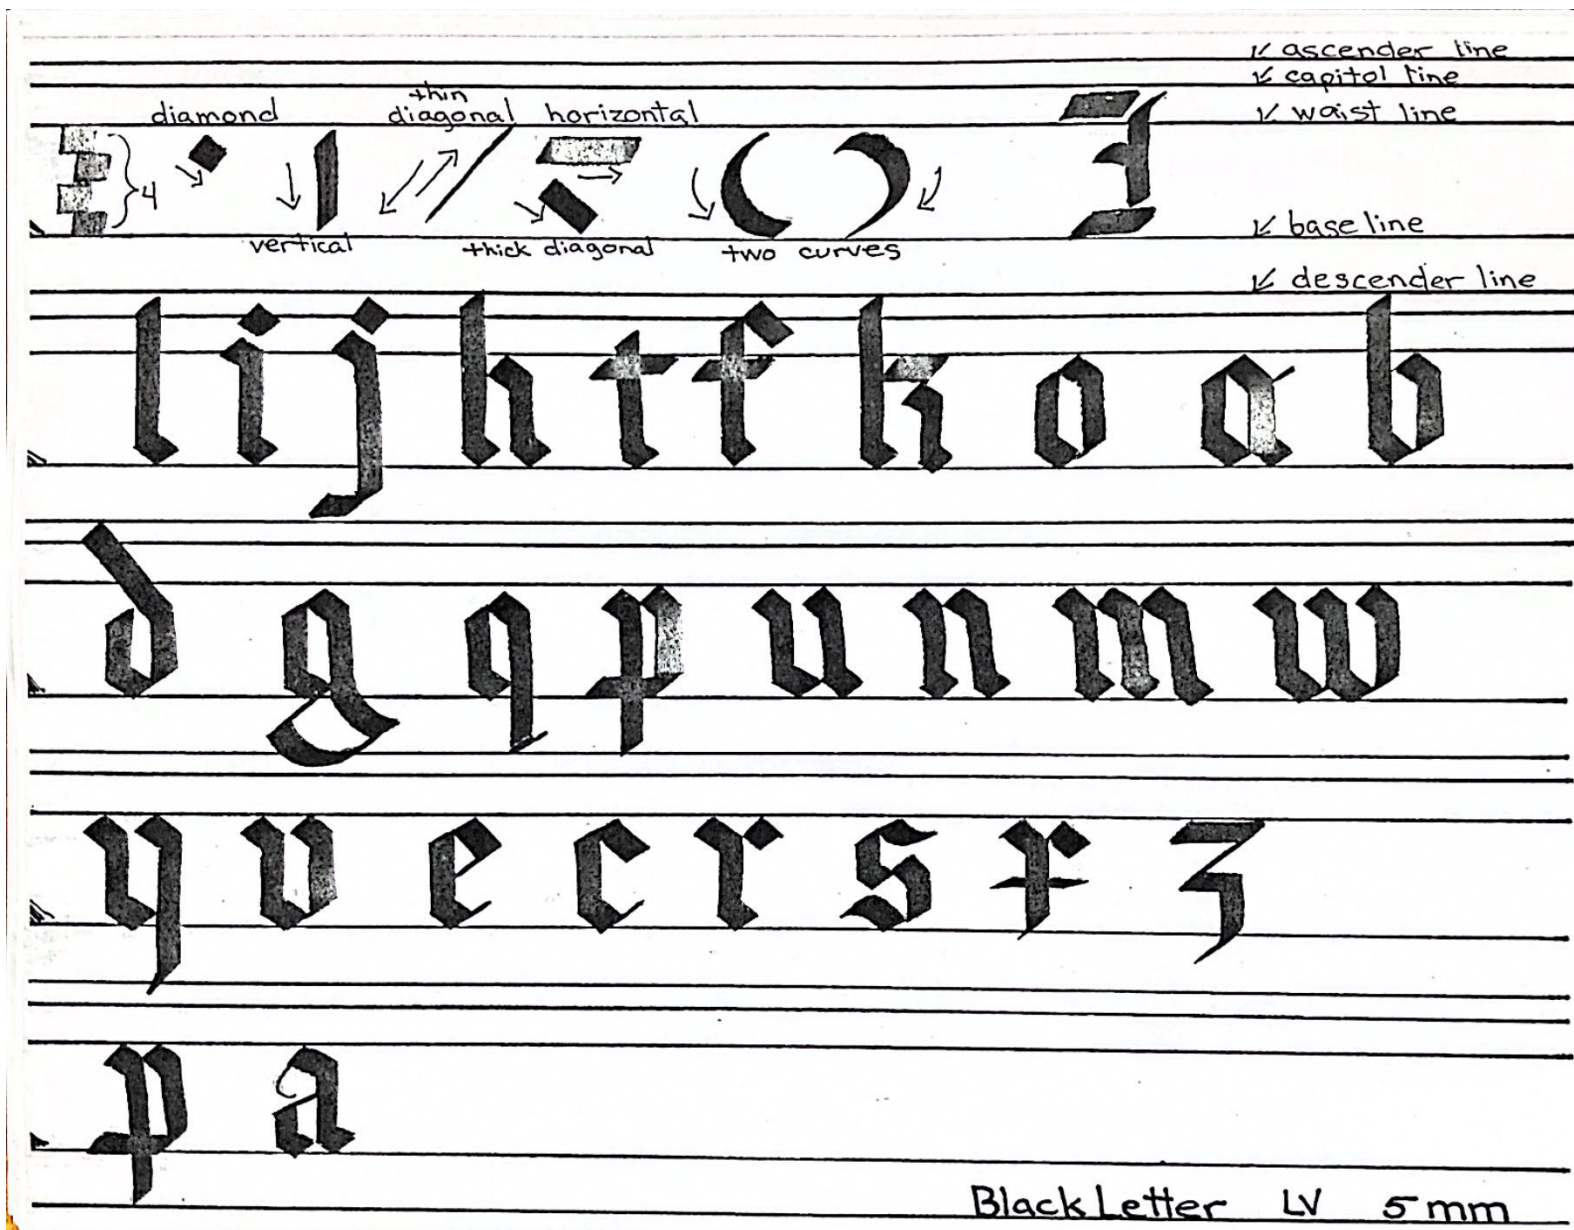 ascender line
capitol line
diamond thin diagonal horizontal waist line
4
vertical thick diagonal two curves base line
descender line
l i j h t f k o a b
d g q p u n m w
y v e c r s x z
p a
Black Letter LV 5 mm